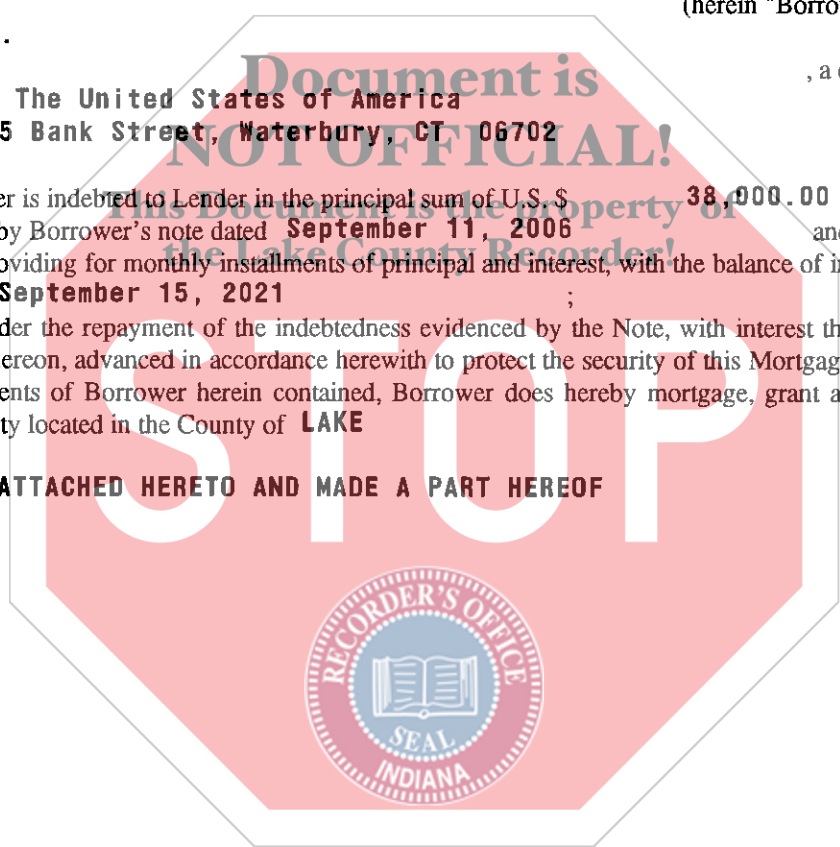 (herein "Borro
.
, a
Document is
The United States of America
5 Bank Street, Waterbury, CT 06702
NOT OFFICIAL!
er is indebted to Lender in the principal sum of U.S. $ 38,000.00
This Document is the property of
by Borrower's note dated September 11, 2006 an
the Lake County Recorder!
oviding for monthly installments of principal and interest, with the balance of i
September 15, 2021 ;
der the repayment of the indebtedness evidenced by the Note, with interest th
ereon, advanced in accordance herewith to protect the security of this Mortgag
ents of Borrower herein contained, Borrower does hereby mortgage, grant a
ty located in the County of LAKE
ATTACHED HERETO AND MADE A PART HEREOF
STOP
RECORDER'S OFFICE
SEAL
INDIANA